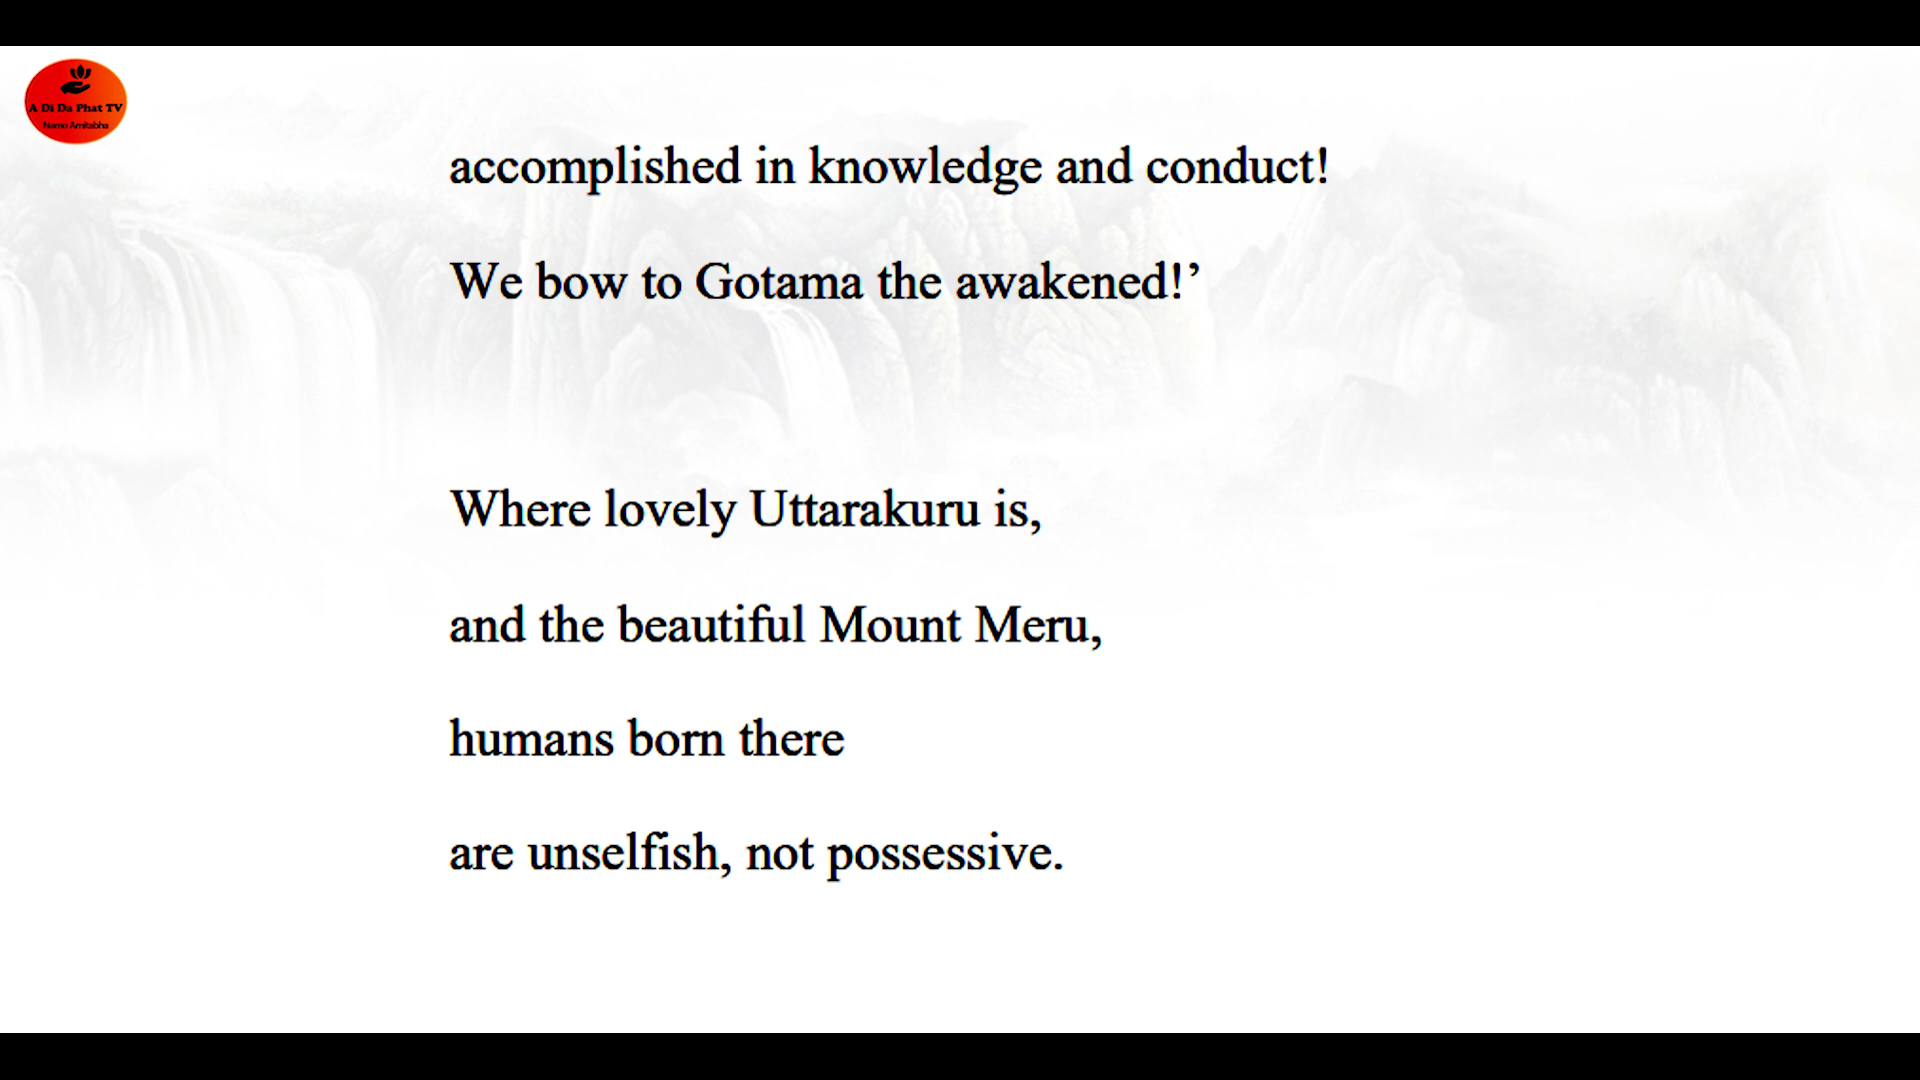 A Di Da Phat TV
Namo Amitabha
accomplished in knowledge and conduct!
We bow to Gotama the awakened!’
Where lovely Uttarakuru is,
and the beautiful Mount Meru,
humans born there
are unselfish, not possessive.